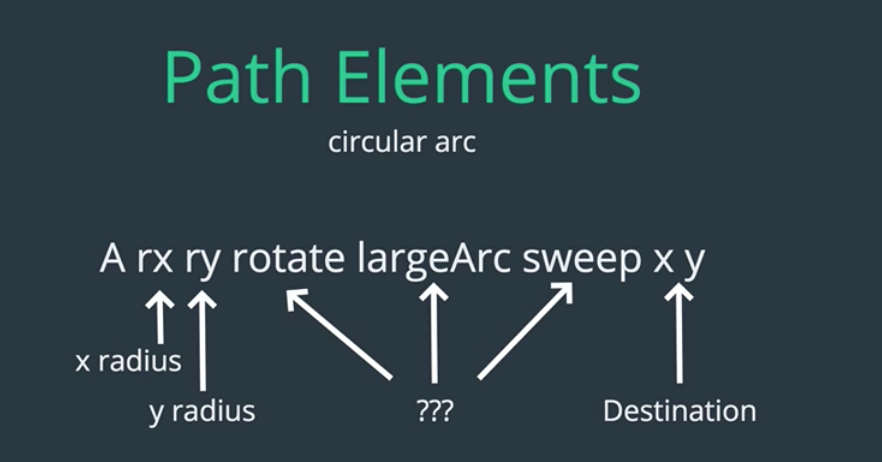 Path Elements
circular arc
A rx ry rotate largeArc sweep x y
x radius
y radius ??? Destination